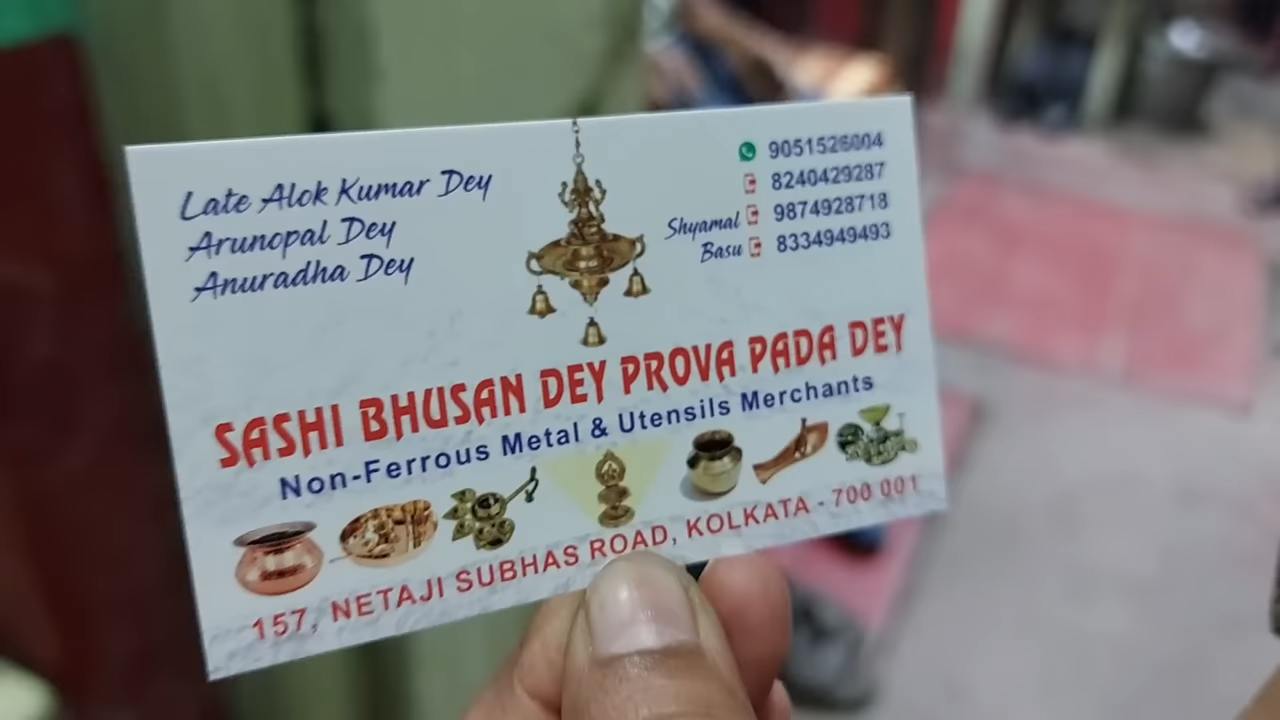 Late Alok Kumar Dey
Arunopal Dey
Anuradha Dey
9051526004
8240429287
Shyamal 9874928718
Basu 8334949493
SASHI BHUSAN DEY PROVA PADA DEY
Non-Ferrous Metal & Utensils Merchants
157, NETAJI SUBHAS ROAD, KOLKATA - 700 001